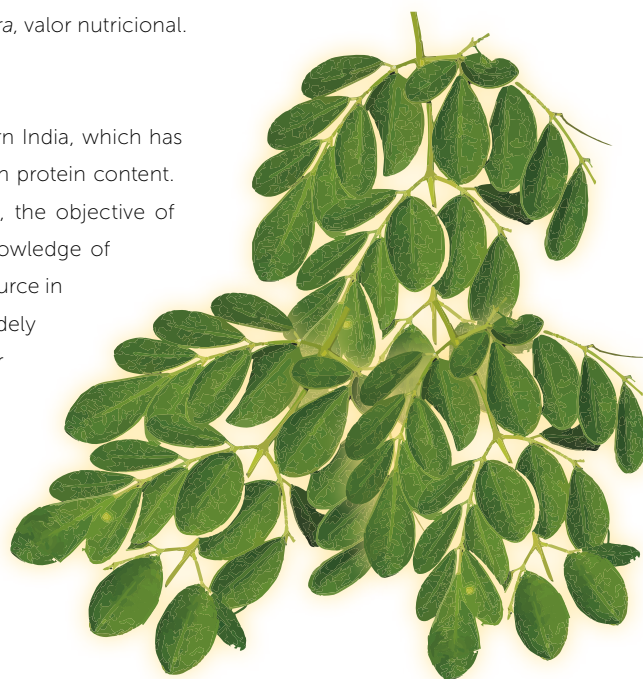 ra, valor nutricional.
rn India, which has
n protein content.
, the objective of
owledge of
urce in
dely
r